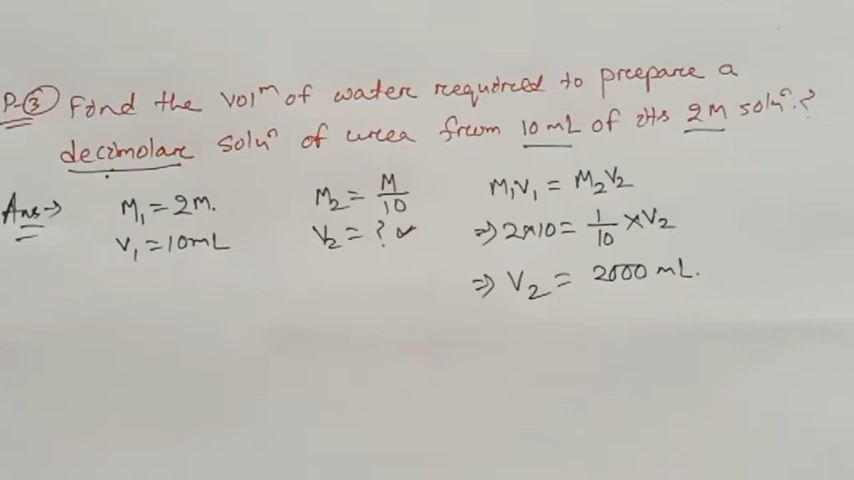 P-③ Find the volᵐ of water required to prepare a
decimolar soluⁿ of urea from 10 mL of its 2M soluⁿ.?
Ans→ M₁ = 2M. M₂ = M/10 M₁V₁ = M₂V₂
V₁ = 10mL V₂ = ? ⇒ 2×10 = 1/10 × V₂
⇒ V₂ = 2000 mL.